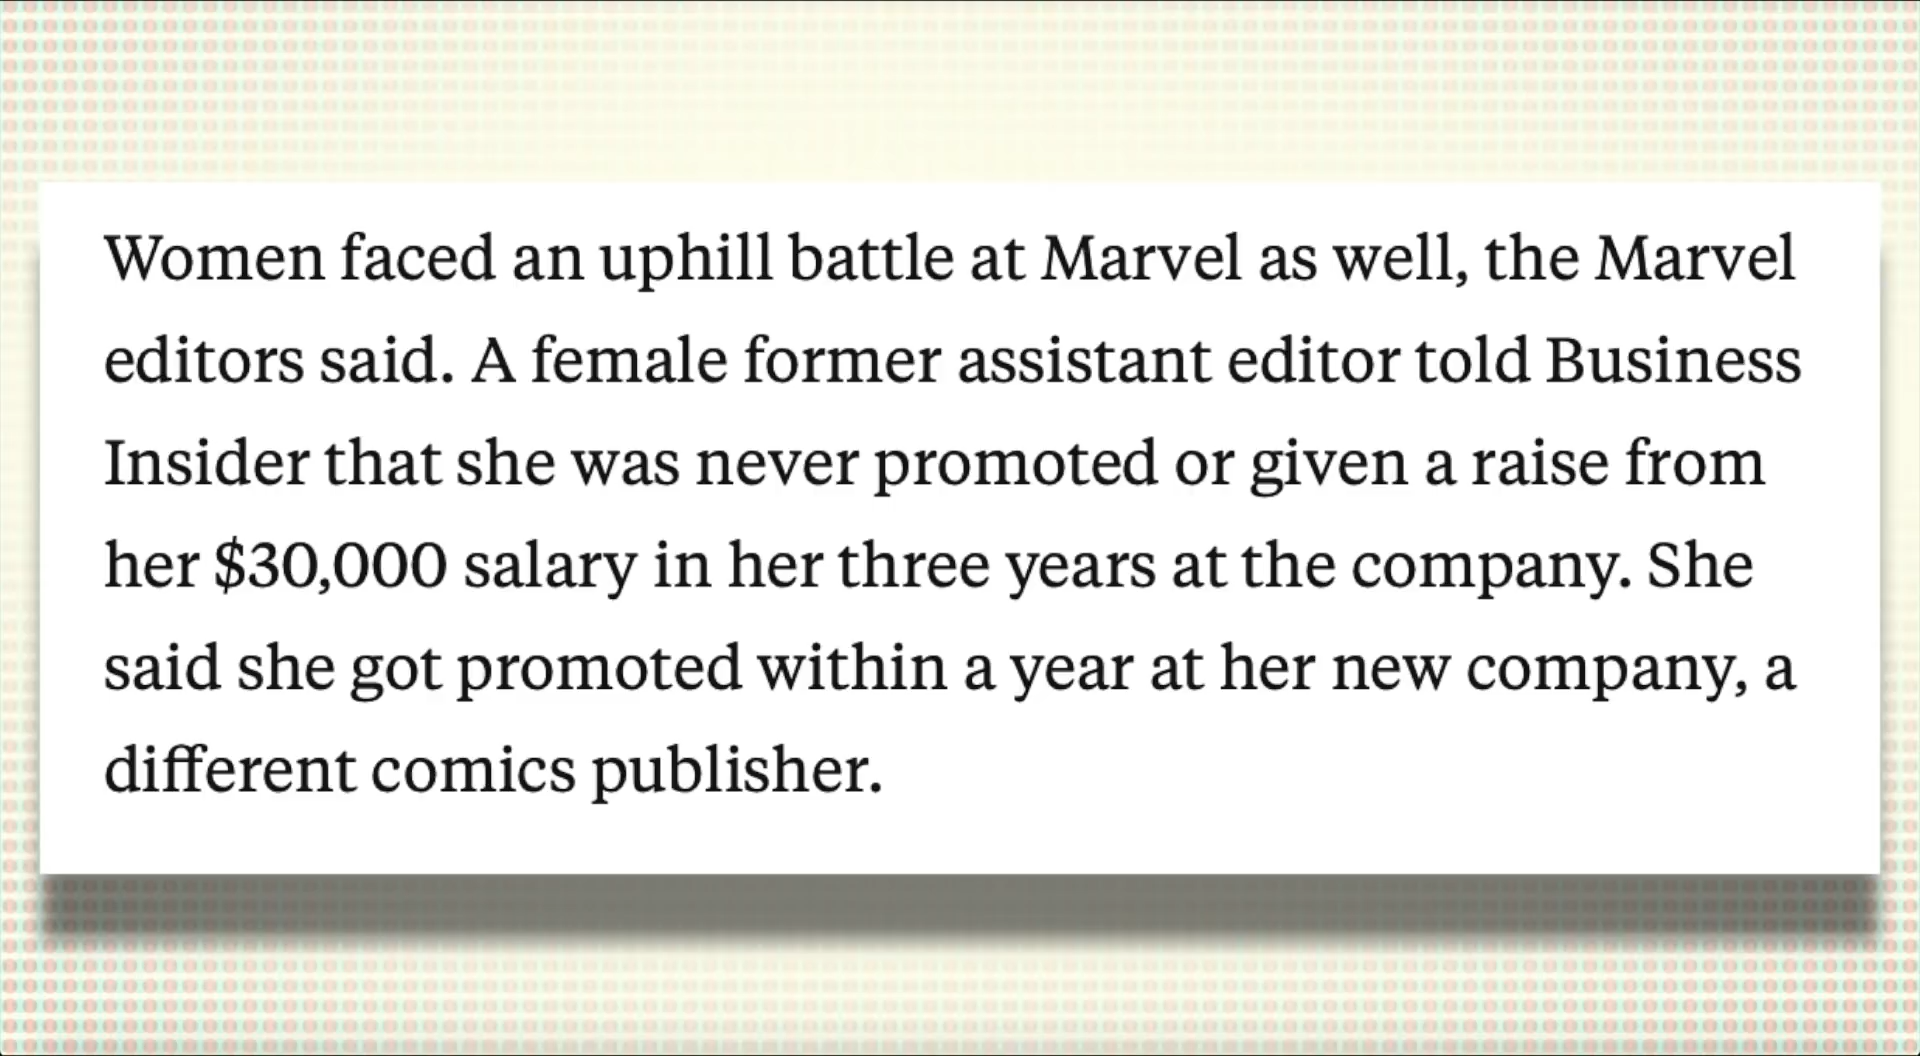 Women faced an uphill battle at Marvel as well, the Marvel
editors said. A female former assistant editor told Business
Insider that she was never promoted or given a raise from
her $30,000 salary in her three years at the company. She
said she got promoted within a year at her new company, a
different comics publisher.